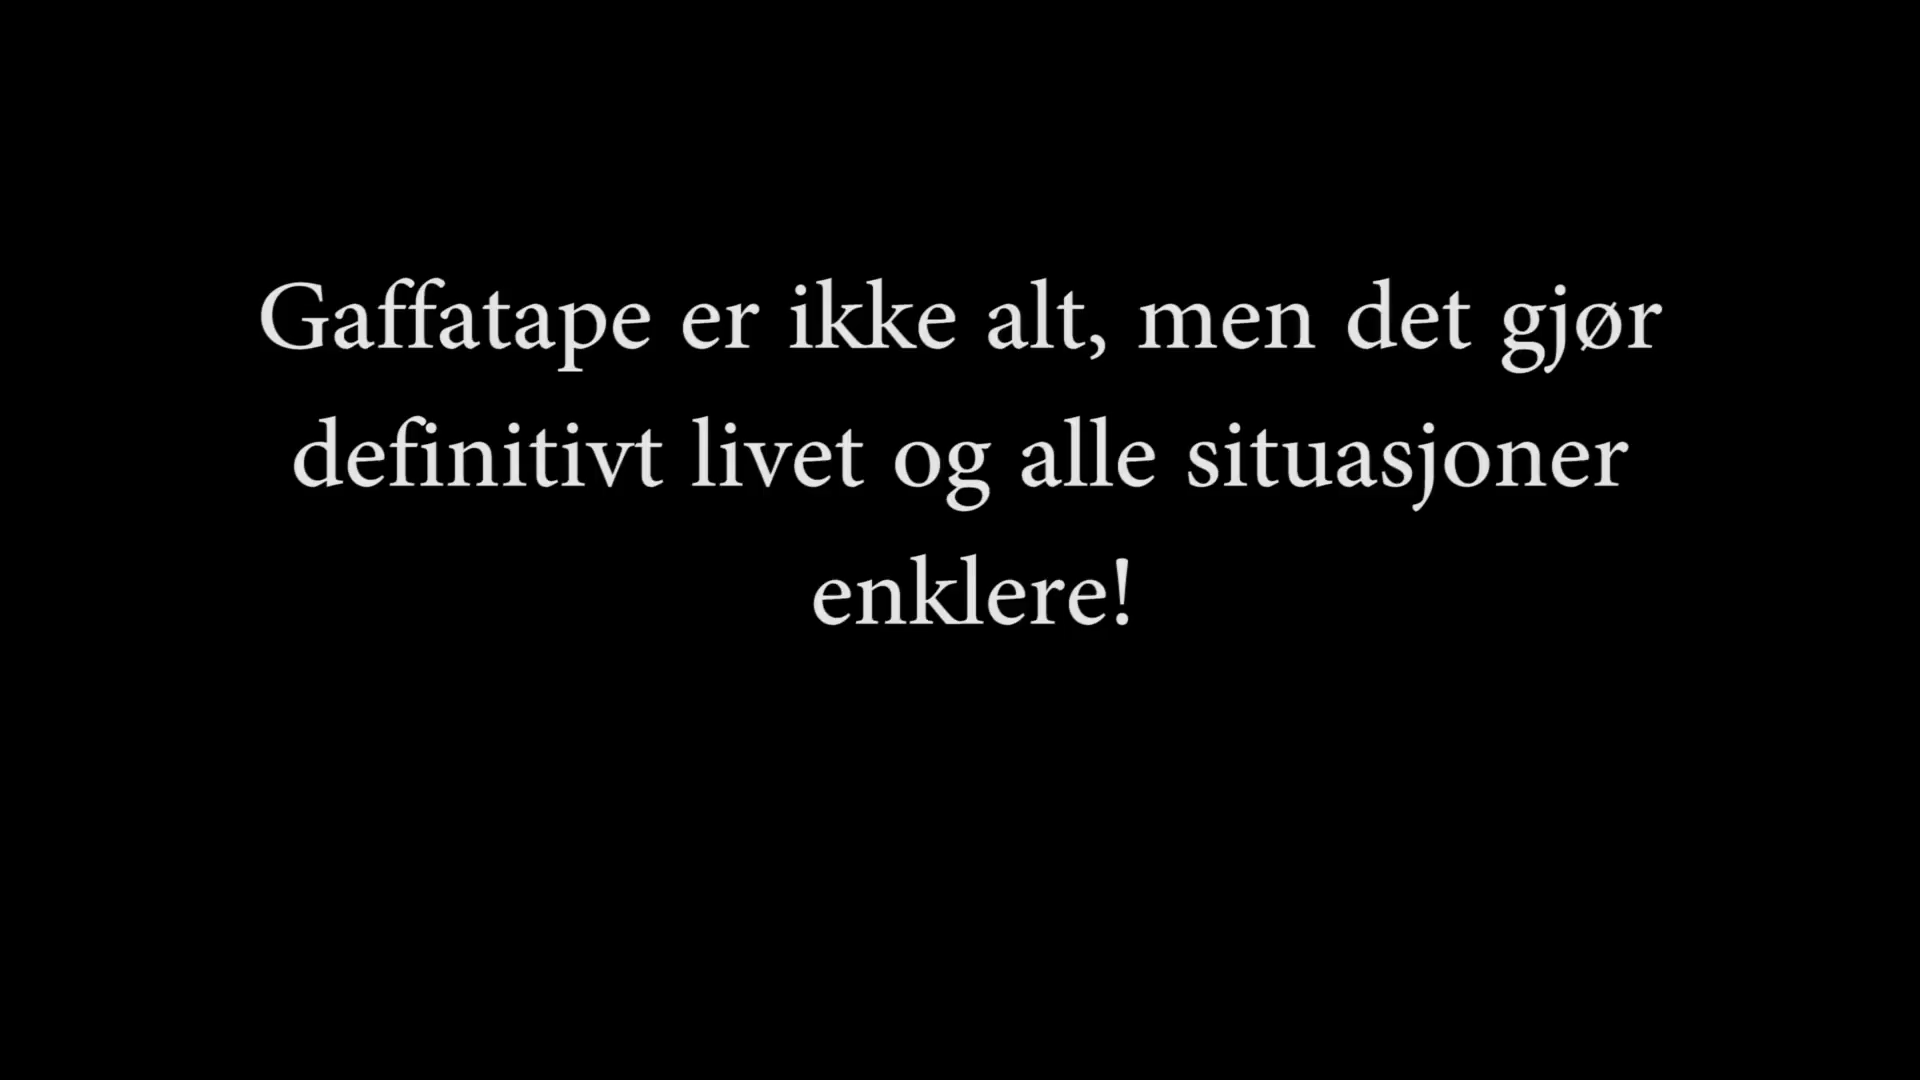 Gaffatape er ikke alt, men det gjør
definitivt livet og alle situasjoner
enklere!